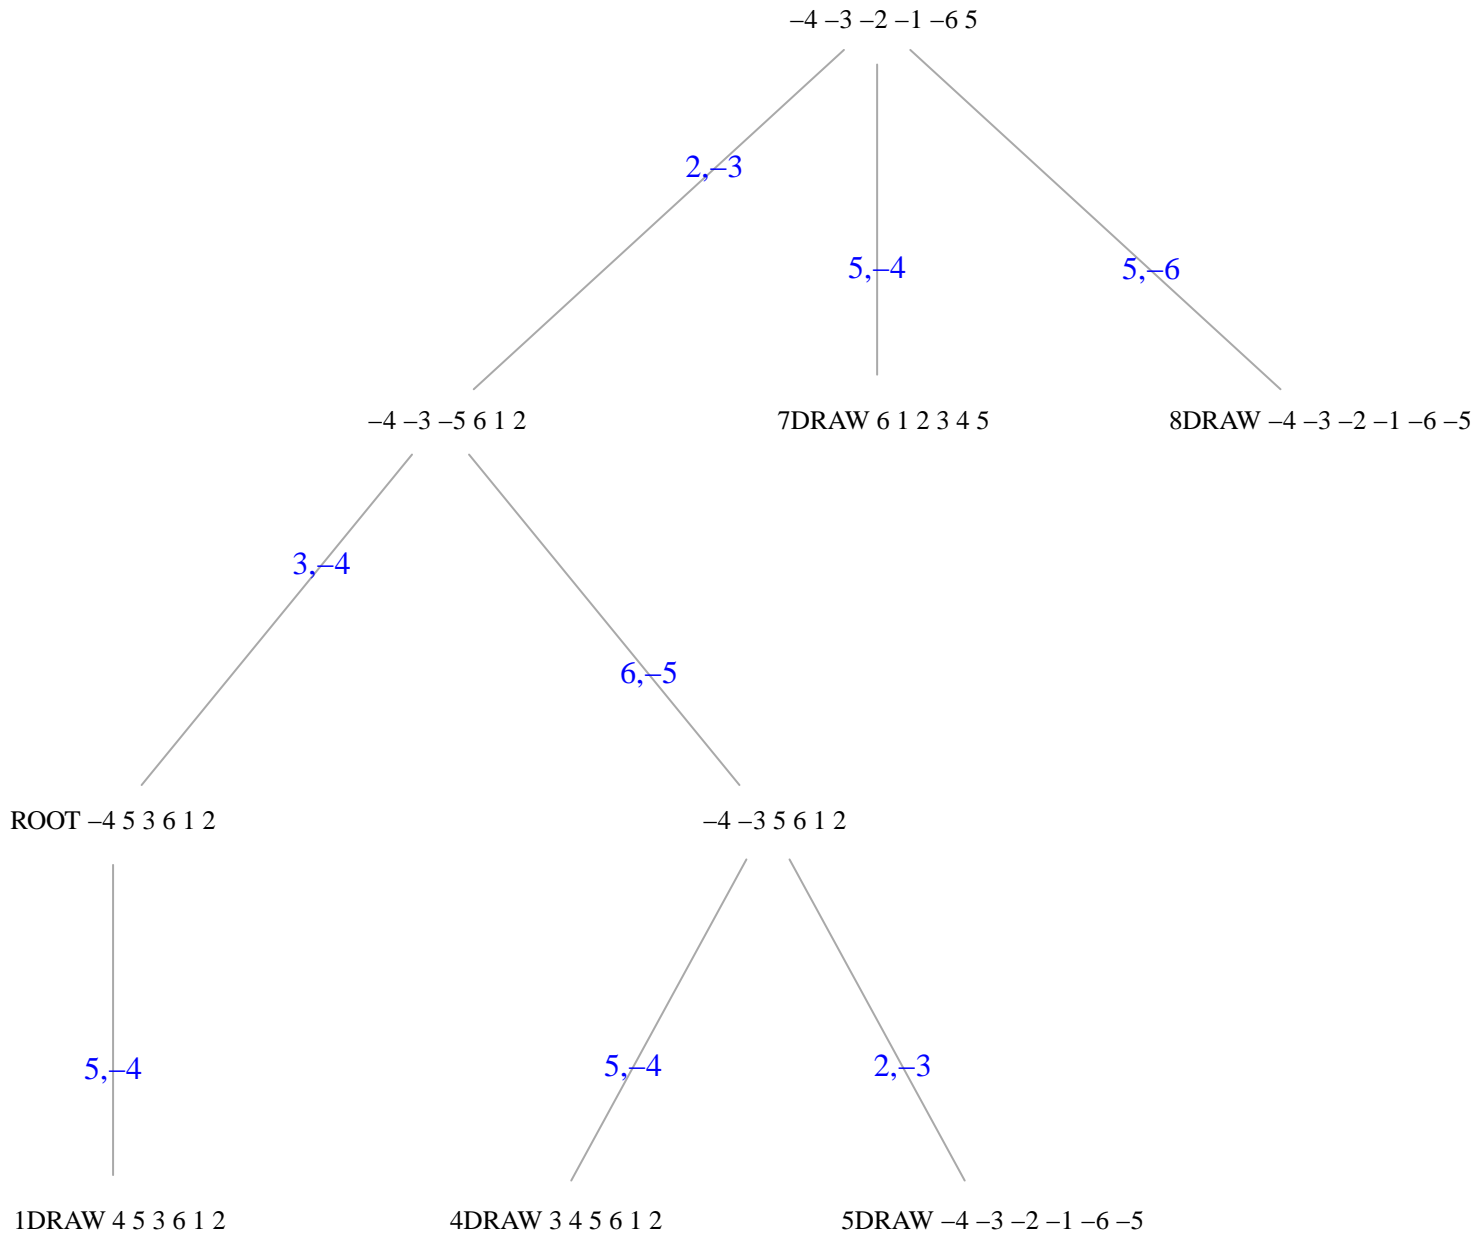 –4 –3 –2 –1 –6 5
2,–3
5,–4
5,–6
–4 –3 –5 6 1 2
7DRAW 6 1 2 3 4 5
8DRAW –4 –3 –2 –1 –6 –5
3,–4
6,–5
ROOT –4 5 3 6 1 2
–4 –3 5 6 1 2
5,–4
5,–4
2,–3
1DRAW 4 5 3 6 1 2
4DRAW 3 4 5 6 1 2
5DRAW –4 –3 –2 –1 –6 –5